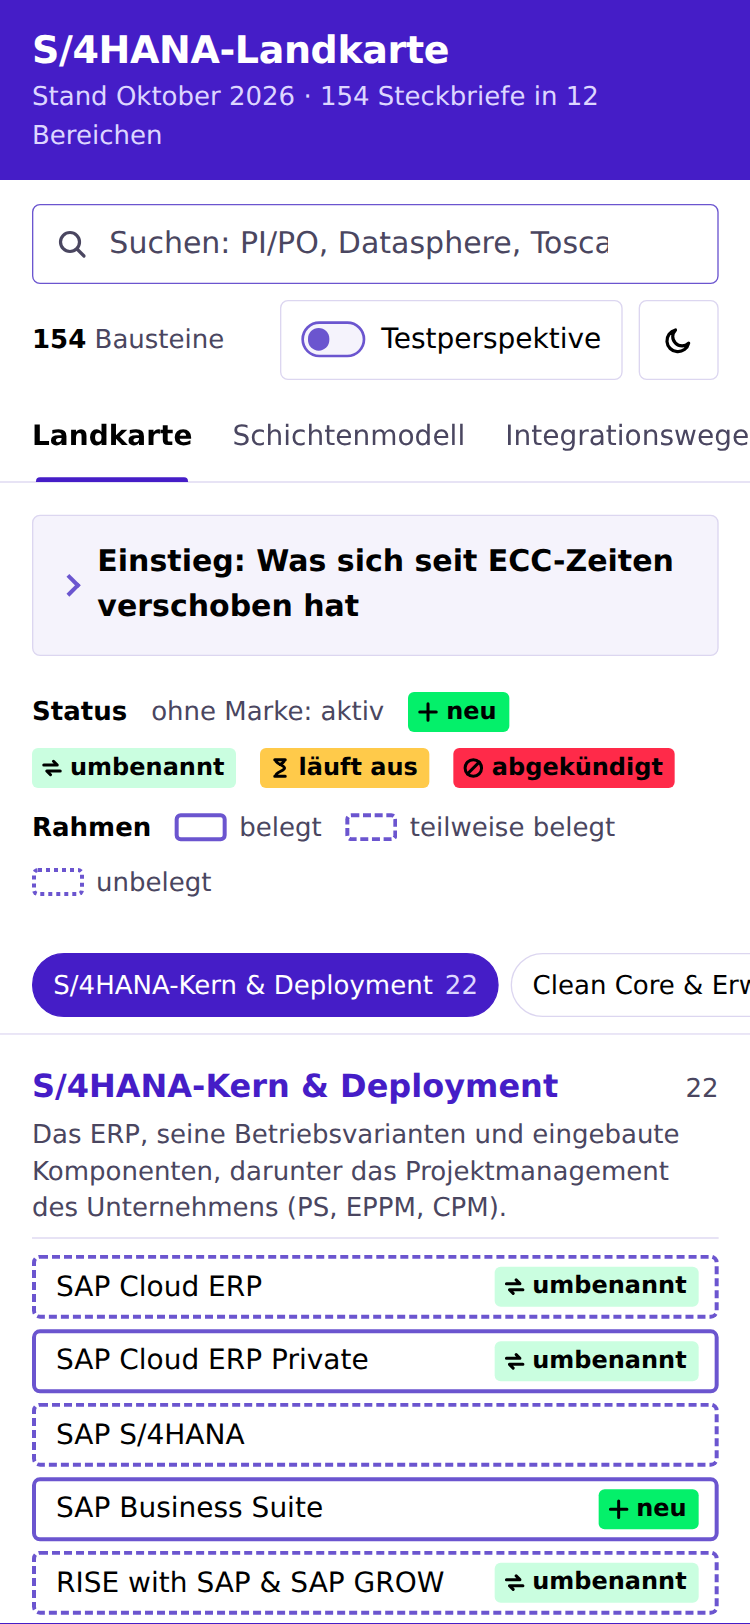 S/4HANA-Landkarte
Stand Oktober 2026 · 154 Steckbriefe in 12
Bereichen
Suchen: PI/PO, Datasphere, Tosca
154 Bausteine
Testperspektive
Landkarte Schichtenmodell Integrationswege
Einstieg: Was sich seit ECC-Zeiten
verschoben hat
Status ohne Marke: aktiv neu
umbenannt läuft aus abgekündigt
Rahmen belegt teilweise belegt
unbelegt
S/4HANA-Kern & Deployment 22 Clean Core & Erw
S/4HANA-Kern & Deployment 22
Das ERP, seine Betriebsvarianten und eingebaute
Komponenten, darunter das Projektmanagement
des Unternehmens (PS, EPPM, CPM).
SAP Cloud ERP umbenannt
SAP Cloud ERP Private umbenannt
SAP S/4HANA
SAP Business Suite neu
RISE with SAP & SAP GROW umbenannt